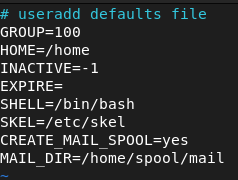 # useradd defaults file
GROUP=100
HOME=/home
INACTIVE=-1
EXPIRE=
SHELL=/bin/bash
SKEL=/etc/skel
CREATE_MAIL_SPOOL=yes
MAIL_DIR=/home/spool/mail
~